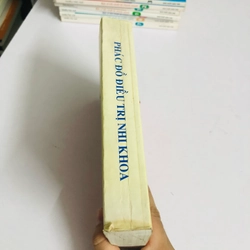 PHÁC ĐỒ ĐIỀU TRỊ NHI KHOA